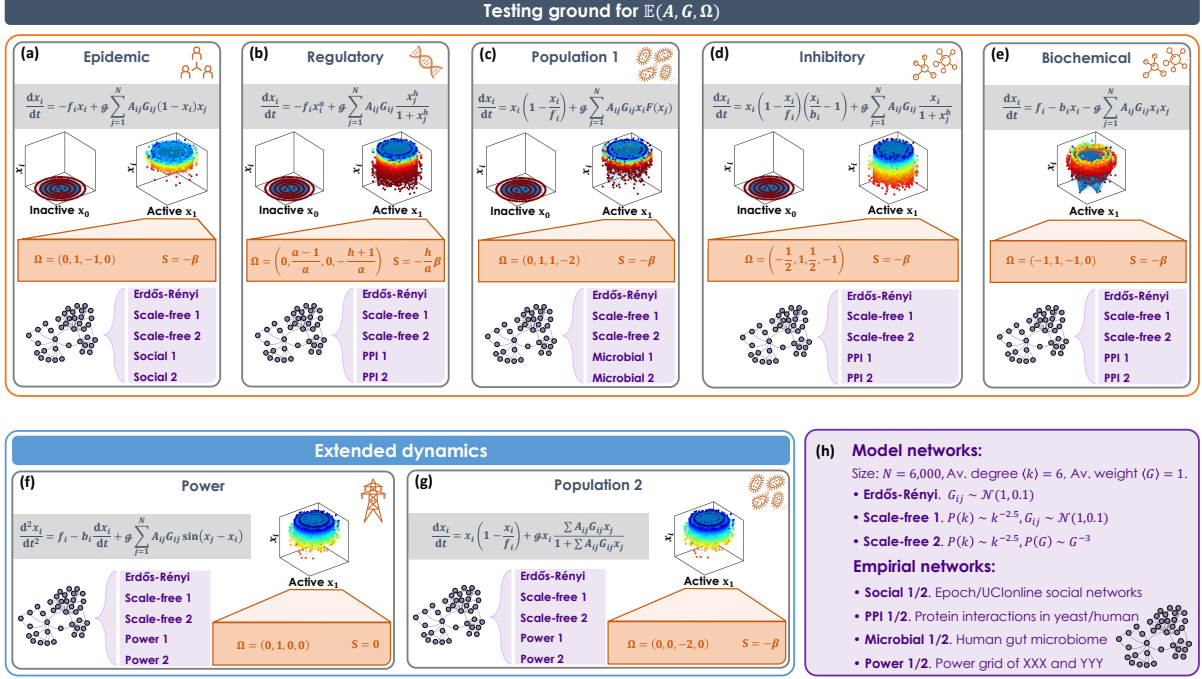 Testing ground for 𝔼(A, G, Ω)
(a) Epidemic
dx_i/dt = −f_i x_i + ℊ ∑_{j=1}^{N} A_ij G_ij (1 − x_i) x_j
x_i
x_i
Inactive x_0
Active x_1
Ω = (0, 1, −1, 0) S = −β
Erdős-Rényi
Scale-free 1
Scale-free 2
Social 1
Social 2
(b) Regulatory
dx_i/dt = −f_i x_i^a + ℊ ∑_{j=1}^{N} A_ij G_ij x_j^h / (1 + x_j^h)
x_i
x_i
Inactive x_0
Active x_1
Ω = (0, (a−1)/a, 0, −(h+1)/a) S = −(h/a)β
Erdős-Rényi
Scale-free 1
Scale-free 2
PPI 1
PPI 2
(c) Population 1
dx_i/dt = x_i (1 − x_i/f_i) + ℊ ∑_{j=1}^{N} A_ij G_ij x_i F(x_j)
x_i
x_i
Inactive x_0
Active x_1
Ω = (0, 1, 1, −2) S = −β
Erdős-Rényi
Scale-free 1
Scale-free 2
Microbial 1
Microbial 2
(d) Inhibitory
dx_i/dt = x_i (1 − x_i/f_i)(x_i/b_i − 1) + ℊ ∑_{j=1}^{N} A_ij G_ij x_i / (1 + x_j^h)
x_i
x_i
Inactive x_0
Active x_1
Ω = (−1/2, 1, 1/2, −1) S = −β
Erdős-Rényi
Scale-free 1
Scale-free 2
PPI 1
PPI 2
(e) Biochemical
dx_i/dt = f_i − b_i x_i − ℊ ∑_{j=1}^{N} A_ij G_ij x_i x_j
x_i
Active x_1
Ω = (−1, 1, −1, 0) S = −β
Erdős-Rényi
Scale-free 1
Scale-free 2
PPI 1
PPI 2
Extended dynamics
(f) Power
d²x_i/dt² = f_i − b_i dx_i/dt + ℊ ∑_{j=1}^{N} A_ij G_ij sin(x_j − x_i)
x_i
Active x_1
Erdős-Rényi
Scale-free 1
Scale-free 2
Power 1
Power 2
Ω = (0, 1, 0, 0) S = 0
(g) Population 2
dx_i/dt = x_i (1 − x_i/f_i) + ℊx_i ∑ A_ij G_ij x_j / (1 + ∑ A_ij G_ij x_j)
x_i
Active x_1
Erdős-Rényi
Scale-free 1
Scale-free 2
Power 1
Power 2
Ω = (0, 0, −2, 0) S = −β
(h) Model networks:
Size: N = 6,000, Av. degree ⟨k⟩ = 6, Av. weight ⟨G⟩ = 1.
• Erdős-Rényi. G_ij ~ 𝒩(1, 0.1)
• Scale-free 1. P(k) ~ k^−2.5, G_ij ~ 𝒩(1,0.1)
• Scale-free 2. P(k) ~ k^−2.5, P(G) ~ G^−3
Empirial networks:
• Social 1/2. Epoch/UCIonline social networks
• PPI 1/2. Protein interactions in yeast/human
• Microbial 1/2. Human gut microbiome
• Power 1/2. Power grid of XXX and YYY